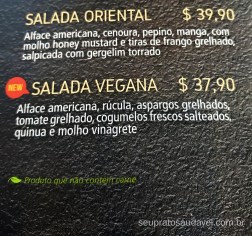 SALADA ORIENTAL $ 39,90
Alface americana, cenoura, pepino, manga, com
molho honey mustard e tiras de frango grelhado,
salpicada com gergelim torrado
NEW SALADA VEGANA $ 37,90
Alface americana, rúcula, aspargos grelhados,
tomate grelhado, cogumelos frescos salteados,
quinua e molho vinagrete
Produto que não contém carne
seupratosaudavel.com.br